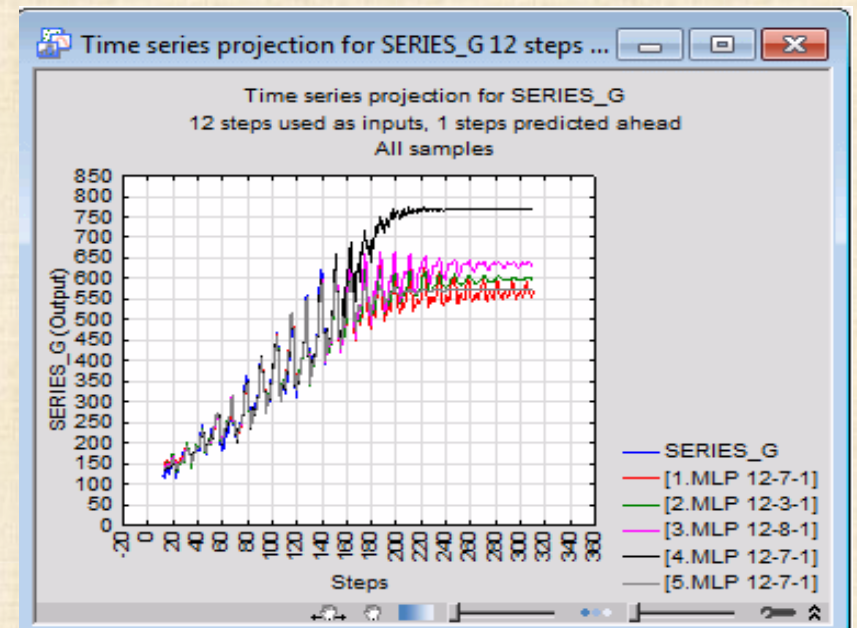 Time series projection for SERIES_G 12 steps ...
Time series projection for SERIES_G
12 steps used as inputs, 1 steps predicted ahead
All samples
850
800
750
700
650
600
550
500
450
400
350
300
250
200
150
100
50
0
SERIES_G (Output)
-20 0 20 40 60 80 100 120 140 160 180 200 220 240 260 280 300 320 340 360
Steps
SERIES_G
[1.MLP 12-7-1]
[2.MLP 12-3-1]
[3.MLP 12-8-1]
[4.MLP 12-7-1]
[5.MLP 12-7-1]